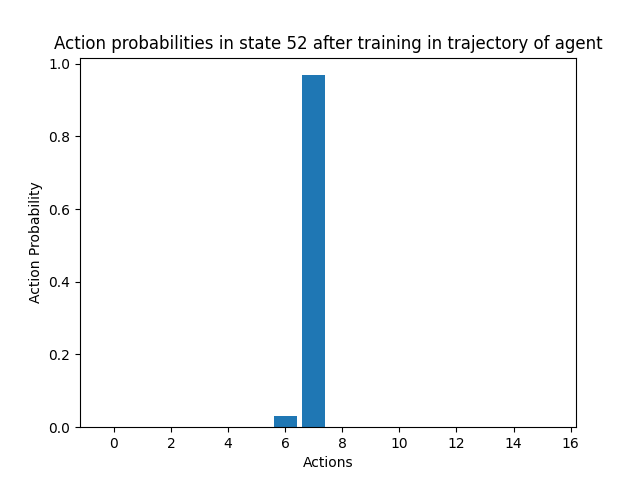 Action probabilities in state 52 after training in trajectory of agent
1.0
0.8
0.6
0.4
0.2
0.0
Action Probability
0 2 4 6 8 10 12 14 16
Actions